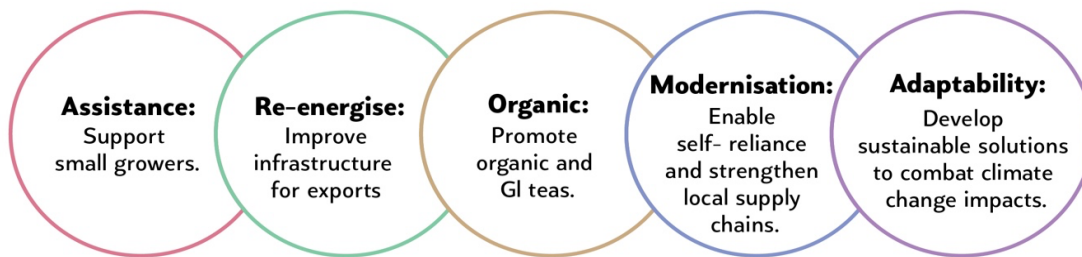 Assistance:
Support
small growers.
Re-energise:
Improve
infrastructure
for exports
Organic:
Promote
organic and
GI teas.
Modernisation:
Enable
self- reliance
and strengthen
local supply
chains.
Adaptability:
Develop
sustainable solutions
to combat climate
change impacts.